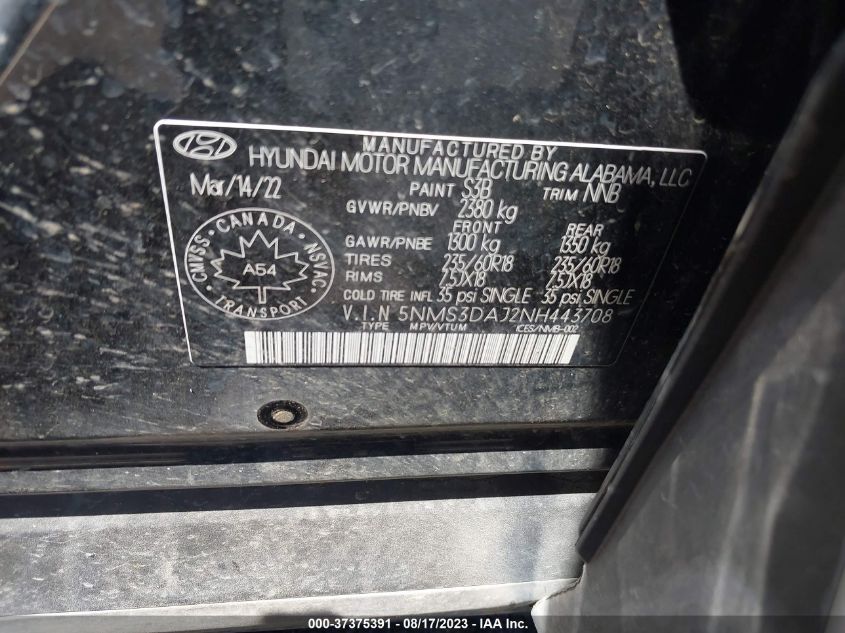 MANUFACTURED BY
HYUNDAI MOTOR MANUFACTURING ALABAMA, LLC
Mar/14/22
PAINT S3B TRIM NNB
GVWR/PNBV 2380 kg
FRONT REAR
GAWR/PNBE 1300 kg 1350 kg
TIRES 235/60R18 235/60R18
RIMS 7.5JX18 7.5JX18
COLD TIRE INFL 35 psi, SINGLE 35 psi, SINGLE
V.I.N 5NMS3DAJ2NH443708
TYPE MPV/VTUM ICES/NMB-002
CMVSS · CANADA · NSVAC
A54
TRANSPORT
000-37375391 - 08/17/2023 - IAA Inc.